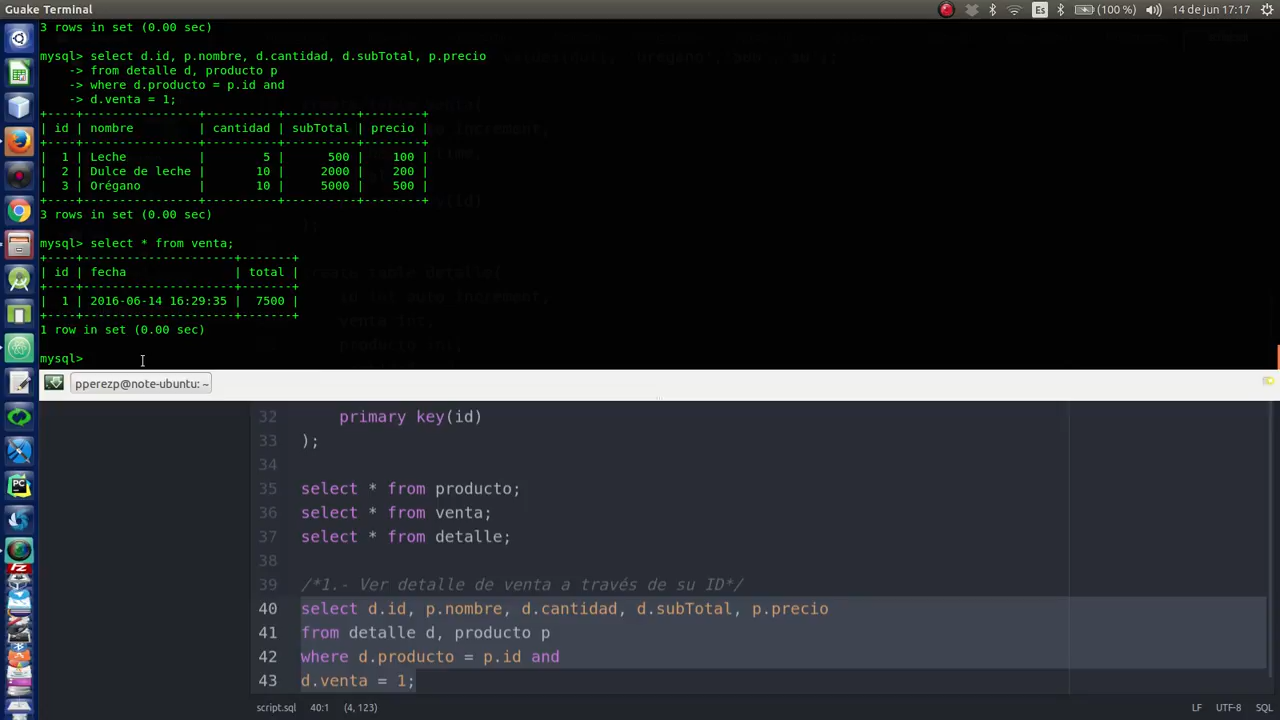 Guake Terminal
Es
(100 %)
14 de jun 17:17
3 rows in set (0.00 sec)
mysql> select d.id, p.nombre, d.cantidad, d.subTotal, p.precio
    -> from detalle d, producto p
    -> where d.producto = p.id and
    -> d.venta = 1;
+----+----------------+----------+----------+--------+
| id | nombre         | cantidad | subTotal | precio |
+----+----------------+----------+----------+--------+
|  1 | Leche          |        5 |      500 |    100 |
|  2 | Dulce de leche |       10 |     2000 |    200 |
|  3 | Orégano        |       10 |     5000 |    500 |
+----+----------------+----------+----------+--------+
3 rows in set (0.00 sec)
mysql> select * from venta;
+----+---------------------+-------+
| id | fecha               | total |
+----+---------------------+-------+
|  1 | 2016-06-14 16:29:35 |  7500 |
+----+---------------------+-------+
1 row in set (0.00 sec)
mysql>
pperezp@note-ubuntu: ~
32 primary key(id)
33 );
34
35 select * from producto;
36 select * from venta;
37 select * from detalle;
38
39 /*1.- Ver detalle de venta a través de su ID*/
40 select d.id, p.nombre, d.cantidad, d.subTotal, p.precio
41 from detalle d, producto p
42 where d.producto = p.id and
43 d.venta = 1;
script.sql 40:1 (4, 123)
LF UTF-8 SQL